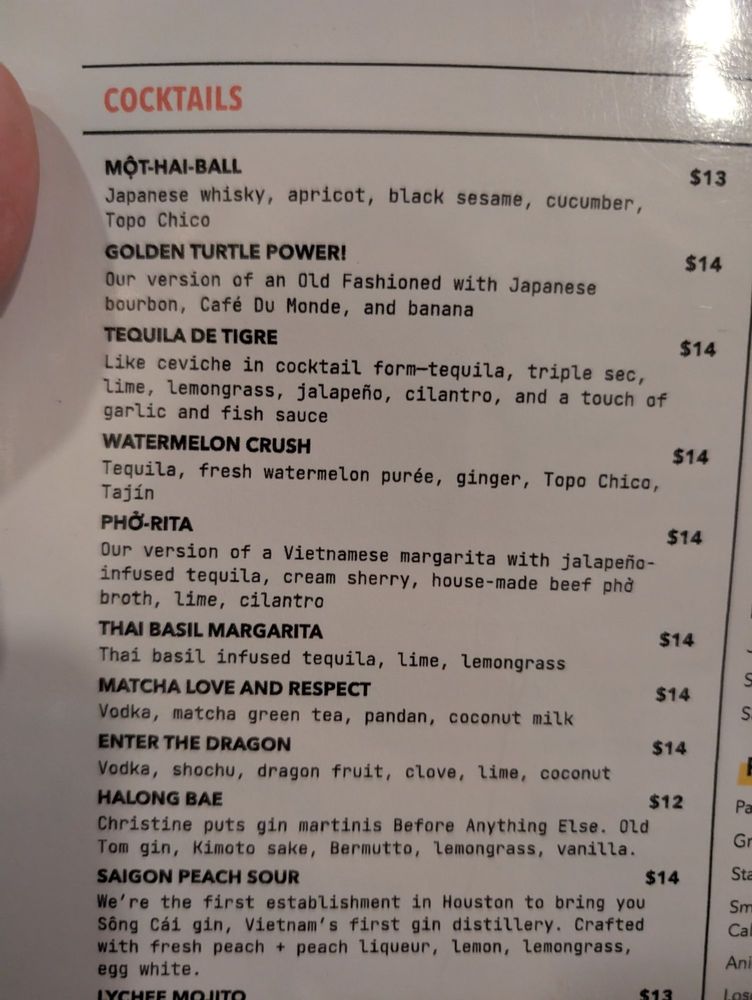 COCKTAILS
MỘT-HAI-BALL $13
Japanese whisky, apricot, black sesame, cucumber,
Topo Chico
GOLDEN TURTLE POWER! $14
Our version of an Old Fashioned with Japanese
bourbon, Café Du Monde, and banana
TEQUILA DE TIGRE $14
Like ceviche in cocktail form—tequila, triple sec,
lime, lemongrass, jalapeño, cilantro, and a touch of
garlic and fish sauce
WATERMELON CRUSH $14
Tequila, fresh watermelon purée, ginger, Topo Chico,
Tajín
PHỞ-RITA $14
Our version of a Vietnamese margarita with jalapeño-
infused tequila, cream sherry, house-made beef phở
broth, lime, cilantro
THAI BASIL MARGARITA $14
Thai basil infused tequila, lime, lemongrass
MATCHA LOVE AND RESPECT $14
Vodka, matcha green tea, pandan, coconut milk
ENTER THE DRAGON $14
Vodka, shochu, dragon fruit, clove, lime, coconut
HALONG BAE $12
Christine puts gin martinis Before Anything Else. Old
Tom gin, Kimoto sake, Bermutto, lemongrass, vanilla.
SAIGON PEACH SOUR $14
We're the first establishment in Houston to bring you
Sông Cái gin, Vietnam's first gin distillery. Crafted
with fresh peach + peach liqueur, lemon, lemongrass,
egg white.
LYCHEE MOJITO $13